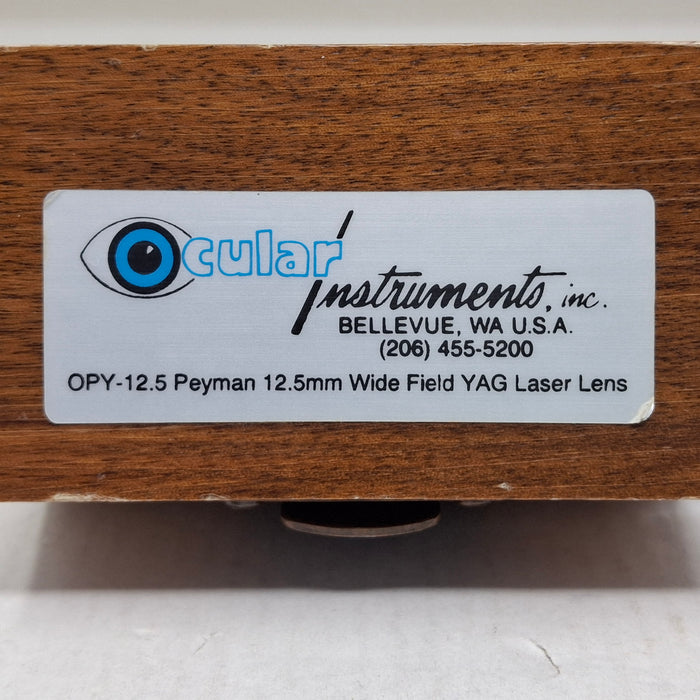 Ocular
Instruments, inc.
BELLEVUE, WA U.S.A.
(206) 455-5200
OPY-12.5 Peyman 12.5mm Wide Field YAG Laser Lens